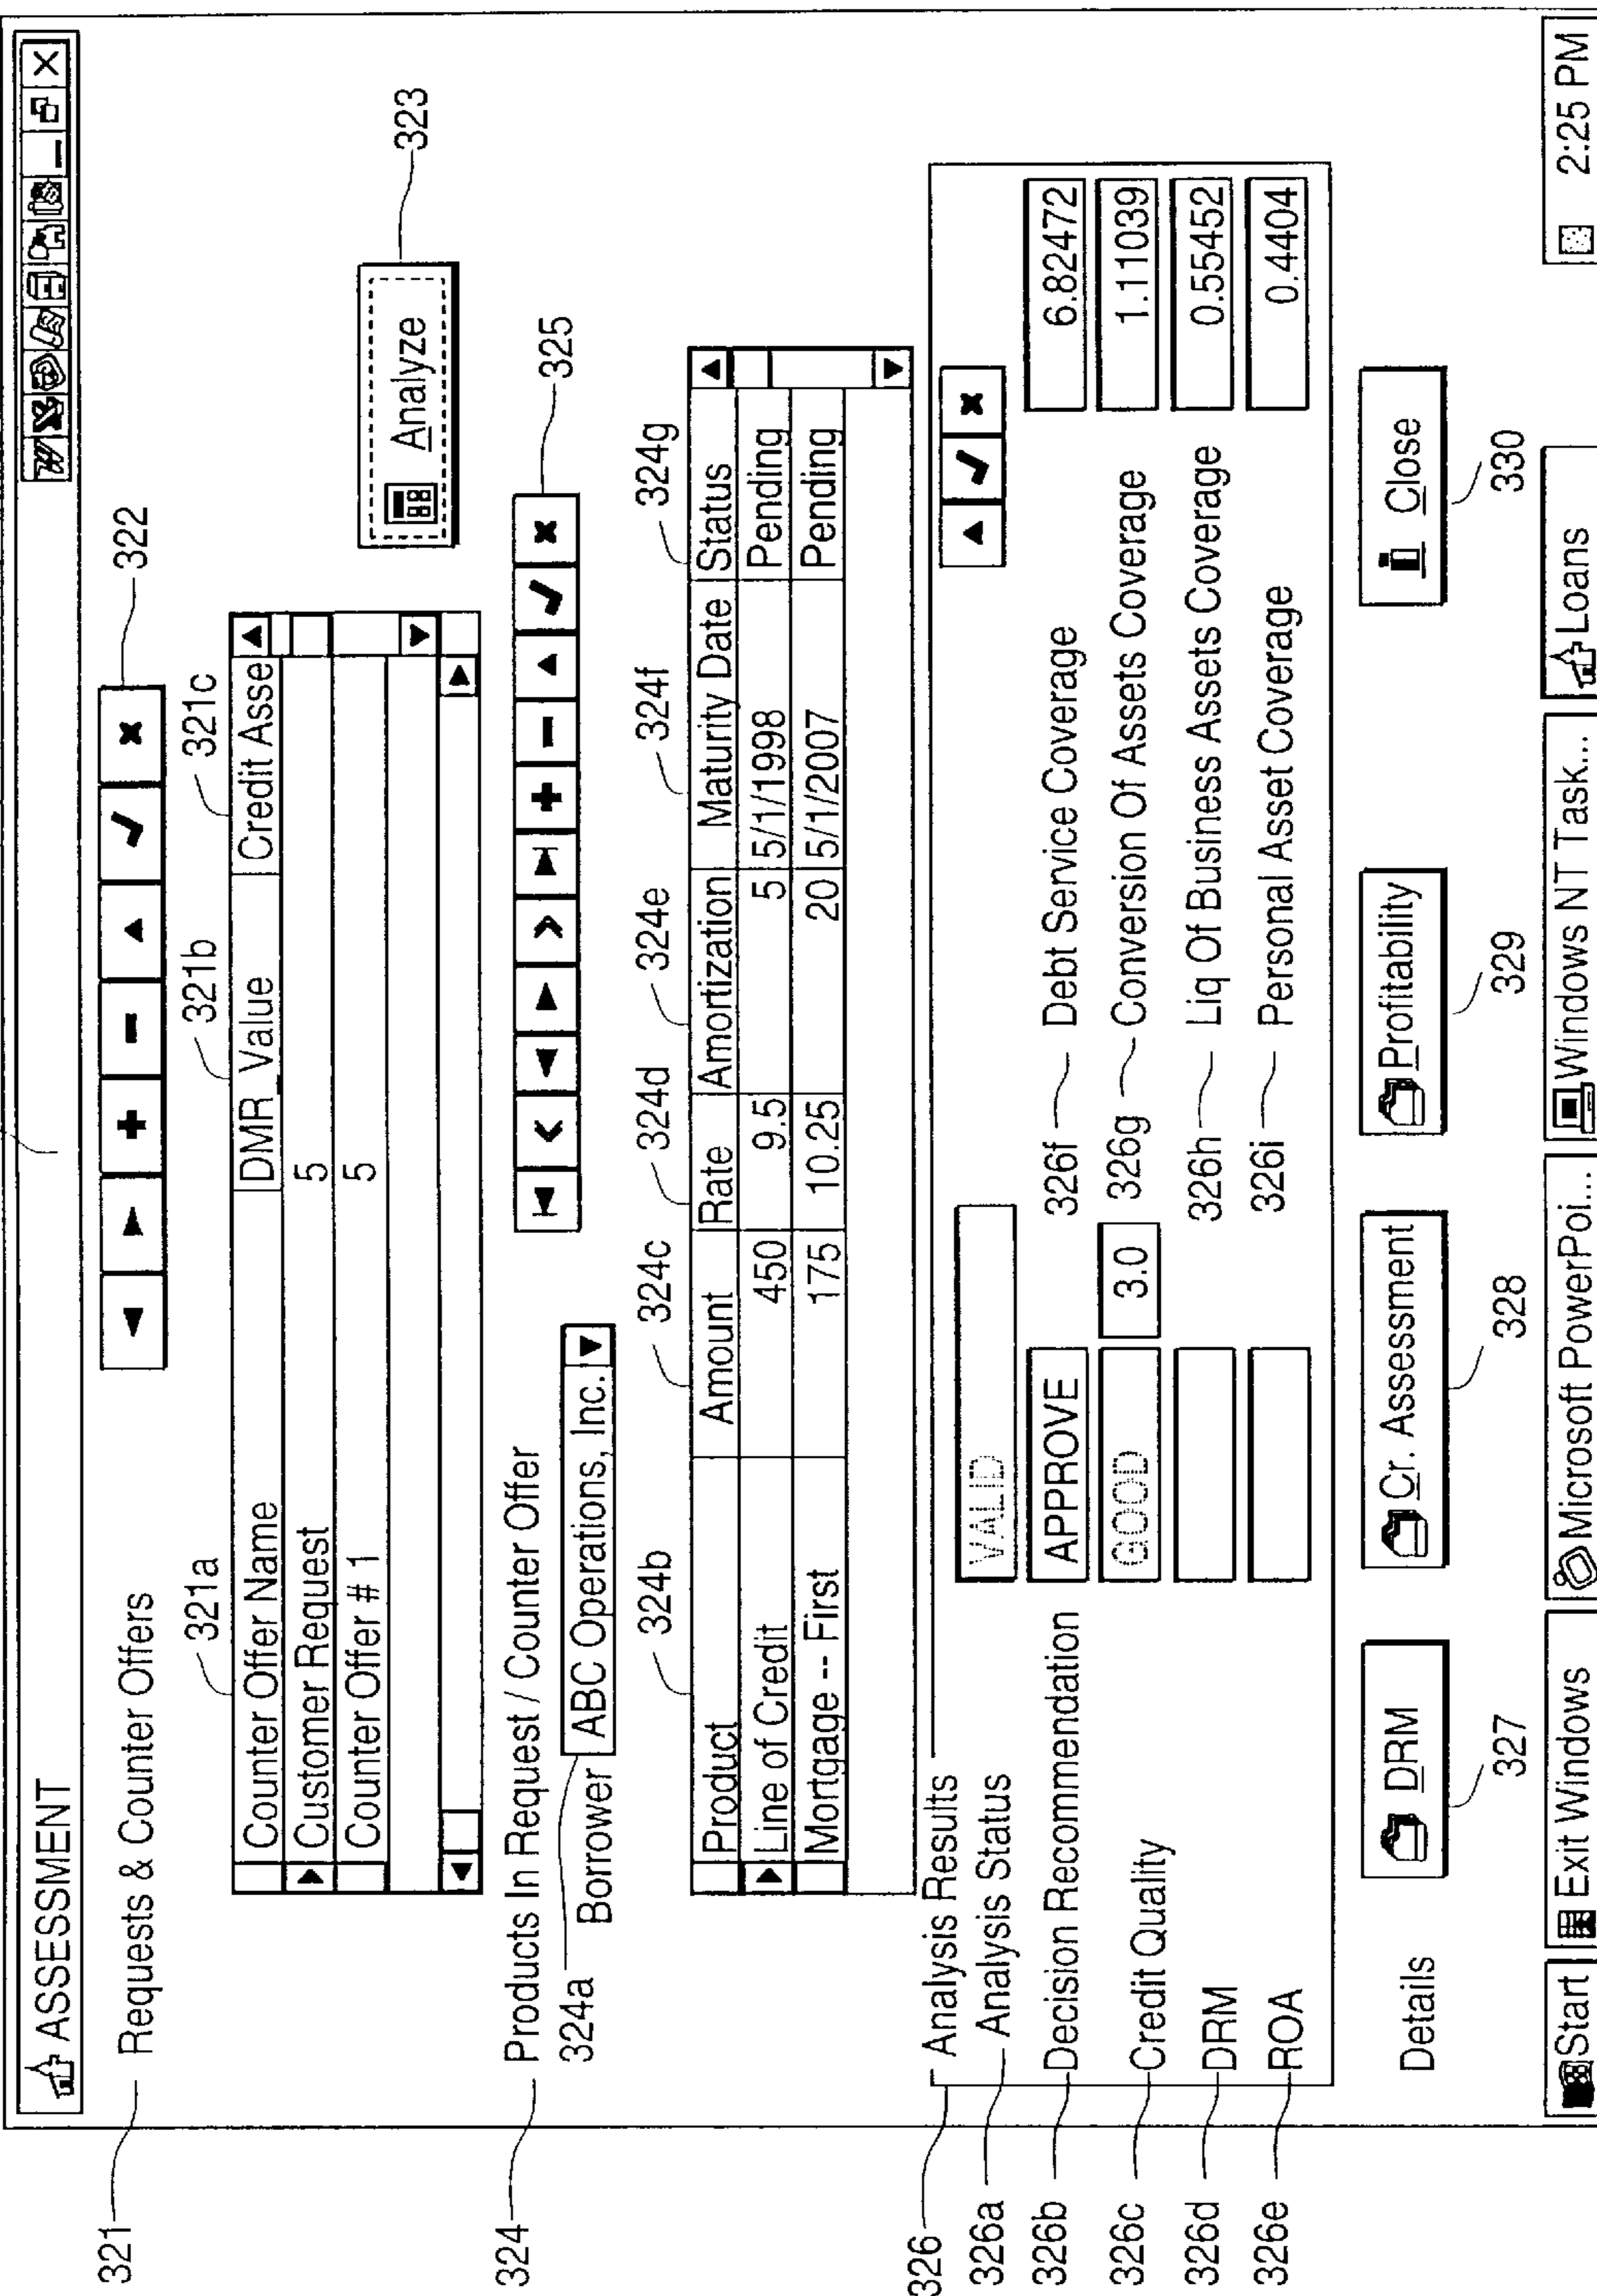 ASSESSMENT
321 Requests & Counter Offers 322
321a 321b 321c
Counter Offer Name DMR_Value Credit Asse
Customer Request 5
Counter Offer # 1 5
Analyze 323
324 Products In Request / Counter Offer 325
324a Borrower ABC Operations, Inc.
324b 324c 324d 324e 324f 324g
Product Amount Rate Amortization Maturity Date Status
Line of Credit 450 9.5 5 5/1/1998 Pending
Mortgage -- First 175 10.25 20 5/1/2007 Pending
326 Analysis Results
326a Analysis Status VALID
326b Decision Recommendation APPROVE 326f Debt Service Coverage 6.82472
326c Credit Quality GOOD 3.0 326g Conversion Of Assets Coverage 1.11039
326d DRM 326h Liq Of Business Assets Coverage 0.55452
326e ROA 326i Personal Asset Coverage 0.4404
Details DRM Cr. Assessment Profitability Close
327 328 329 330
Start Exit Windows Microsoft PowerPoi... Windows NT Task... Loans 2:25 PM